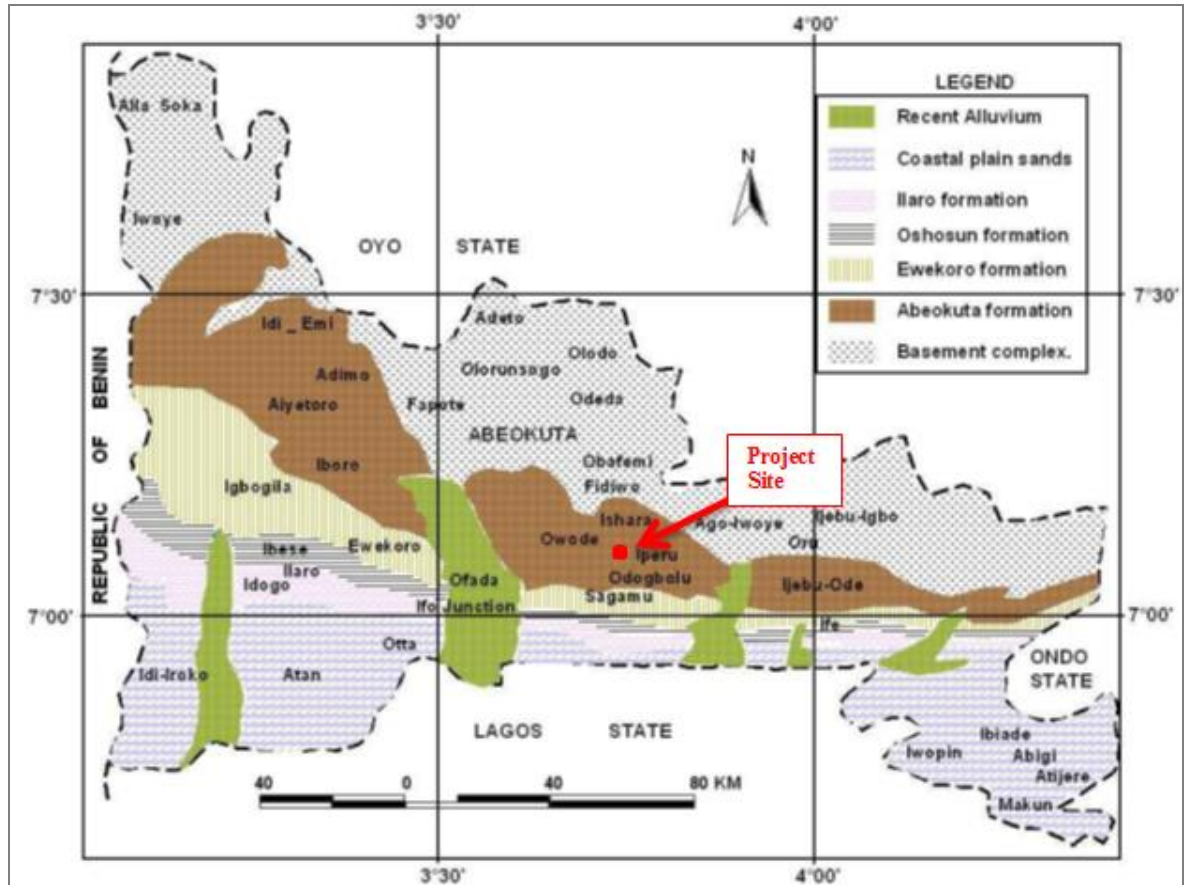 3°30'
4°00'
LEGEND
Recent Alluvium
Coastal plain sands
Ilaro formation
Oshosun formation
Ewekoro formation
Abeokuta formation
Basement complex.
N
Alla Soka
Iwoye
OYO STATE
7°30'
7°30'
Idi _ Emi
Adeto
Olodo
Adimo
Olorunsogo
Odeda
Aiyetoro
Fapote
ABEOKUTA
REPUBLIC OF BENIN
Iboro
Obafemi
Fidiwo
Project
Site
Igbogila
Ishara
Ago-Iwoye
Ijebu-Igbo
Owode
Oru
Ibese
Ewekoro
Iperu
Ilaro
Idogo
Ofada
Odogbolu
Ijebu-Ode
Sagamu
Ifo Junction
7°00'
7°00'
Ife
Otta
Idi-Iroko
Atan
ONDO
STATE
LAGOS STATE
Ibiade
Iwopin
Abigi
Atijere
Makun
40 0 40 80 KM
3°30'
4°00'